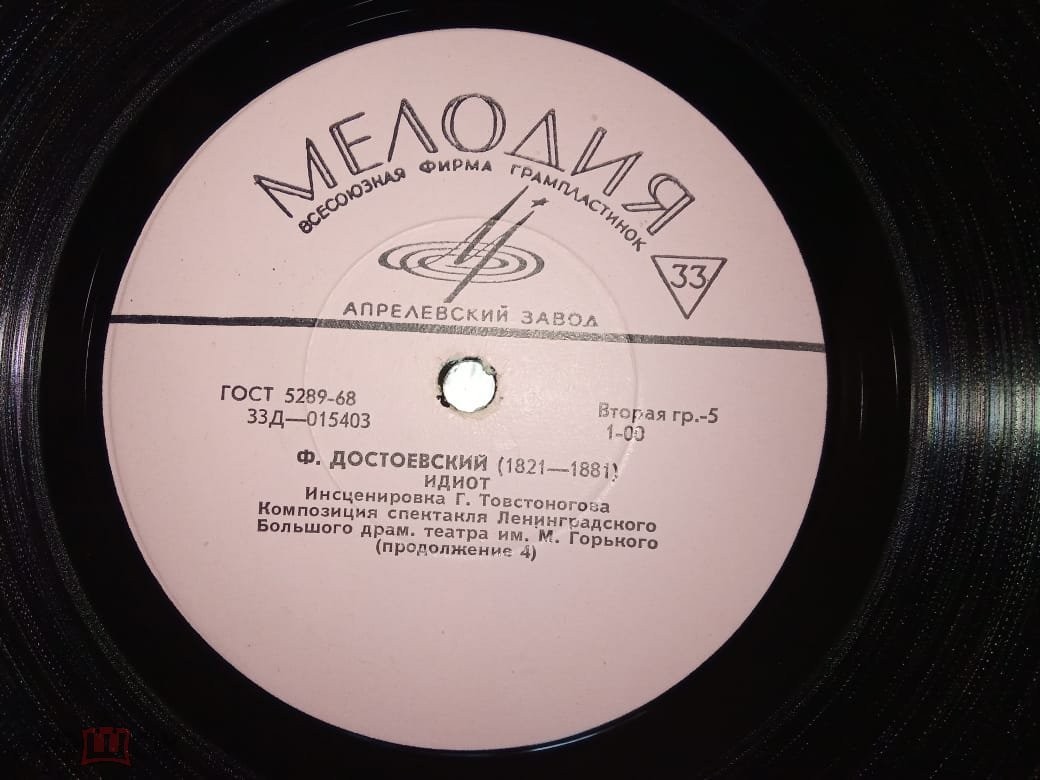 МЕЛОДИЯ
ВСЕСОЮЗНАЯ ФИРМА ГРАМПЛАСТИНОК
33
АПРЕЛЕВСКИЙ ЗАВОД
ГОСТ 5289-68
33Д—015403
Вторая гр.-5
1-00
Ф. ДОСТОЕВСКИЙ (1821—1881)
ИДИОТ
Инсценировка Г. Товстоногова
Композиция спектакля Ленинградского
Большого драм. театра им. М. Горького
(продолжение 4)